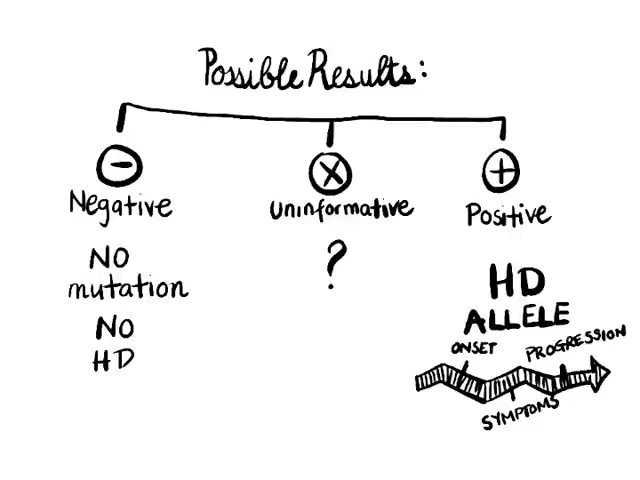 Possible Results:
Negative
Uninformative
Positive
NO
mutation
NO
HD
?
HD
ALLELE
ONSET
PROGRESSION
SYMPTOMS